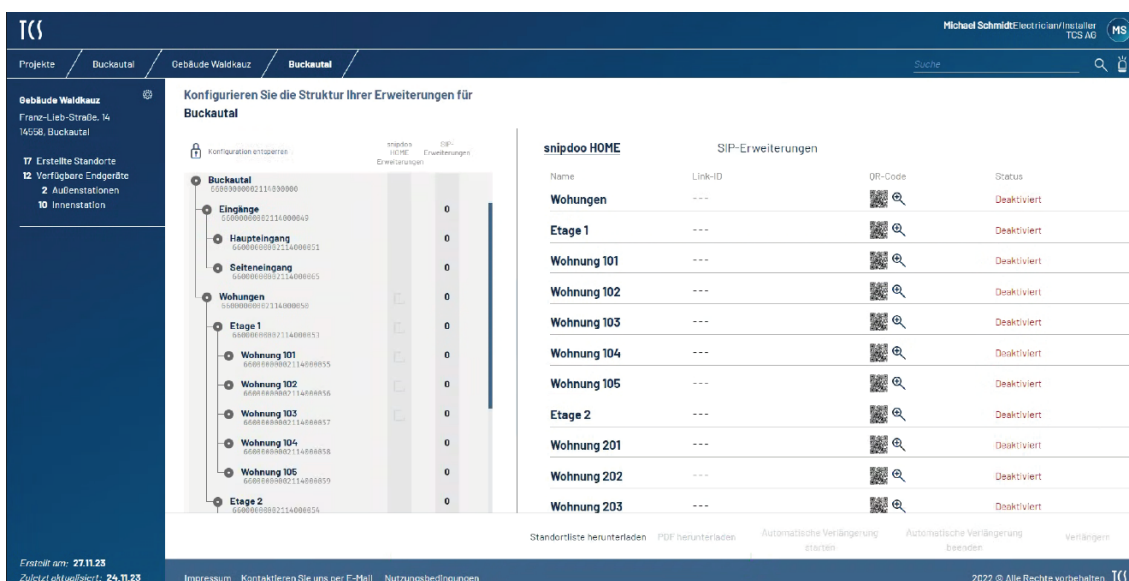 TCS
Michael SchmidtElectrician/Installer
TCS AG
MS
Projekte
Buckautal
Gebäude Waldkauz
Buckautal
Suche
Gebäude Waldkauz
Franz-Lieb-Straße, 14
14558, Buckautal
17 Erstellte Standorte
12 Verfügbare Endgeräte
2 Außenstationen
10 Innenstation
Konfigurieren Sie die Struktur Ihrer Erweiterungen für
Buckautal
Konfiguration entsperren
snipdoo HOME Erweiterungen
SIP-Erweiterungen
Buckautal
Eingänge
0
Haupteingang
0
Seiteneingang
0
Wohungen
0
Etage 1
0
Wohnung 101
0
Wohnung 102
0
Wohnung 103
0
Wohnung 104
0
Wohnung 105
0
Etage 2
0
snipdoo HOME
SIP-Erweiterungen
Name Link-ID QR-Code Status
Wohungen --- Deaktiviert
Etage 1 --- Deaktiviert
Wohnung 101 --- Deaktiviert
Wohnung 102 --- Deaktiviert
Wohnung 103 --- Deaktiviert
Wohnung 104 --- Deaktiviert
Wohnung 105 --- Deaktiviert
Etage 2 --- Deaktiviert
Wohnung 201 --- Deaktiviert
Wohnung 202 --- Deaktiviert
Wohnung 203 --- Deaktiviert
Standortliste herunterladen
PDF herunterladen
Automatische Verlängerung
starten
Automatische Verlängerung
beenden
Verlängern
Erstellt am: 27.11.23
Zuletzt aktualisiert: 24.11.23
Impressum Kontaktieren Sie uns per E-Mail Nutzungsbedingungen
2022 © Alle Rechte vorbehalten TCS